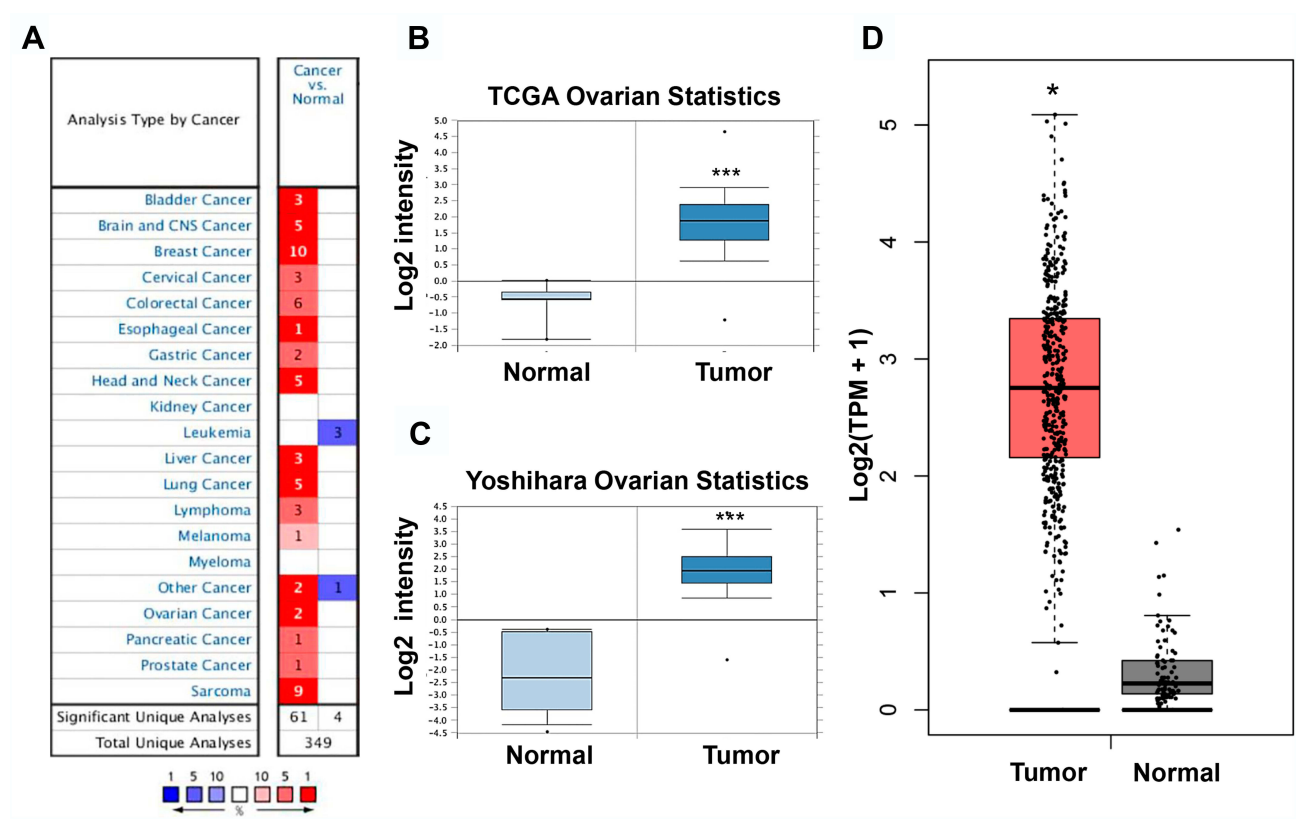 A
Analysis Type by Cancer
Cancer
vs.
Normal
Bladder Cancer 3
Brain and CNS Cancer 5
Breast Cancer 10
Cervical Cancer 3
Colorectal Cancer 6
Esophageal Cancer 1
Gastric Cancer 2
Head and Neck Cancer 5
Kidney Cancer
Leukemia 3
Liver Cancer 3
Lung Cancer 5
Lymphoma 3
Melanoma 1
Myeloma
Other Cancer 2 1
Ovarian Cancer 2
Pancreatic Cancer 1
Prostate Cancer 1
Sarcoma 9
Significant Unique Analyses 61 4
Total Unique Analyses 349
1 5 10 10 5 1
%
B
TCGA Ovarian Statistics
Log2 intensity
5.0
4.5
4.0
3.5
3.0
2.5
2.0
1.5
1.0
0.5
0.0
-0.5
-1.0
-1.5
-2.0
***
Normal Tumor
C
Yoshihara Ovarian Statistics
Log2 intensity
4.5
4.0
3.5
3.0
2.5
2.0
1.5
1.0
0.5
0.0
-0.5
-1.0
-1.5
-2.0
-2.5
-3.0
-3.5
-4.0
-4.5
***
Normal Tumor
D
Log2(TPM + 1)
5
4
3
2
1
0
*
Tumor Normal